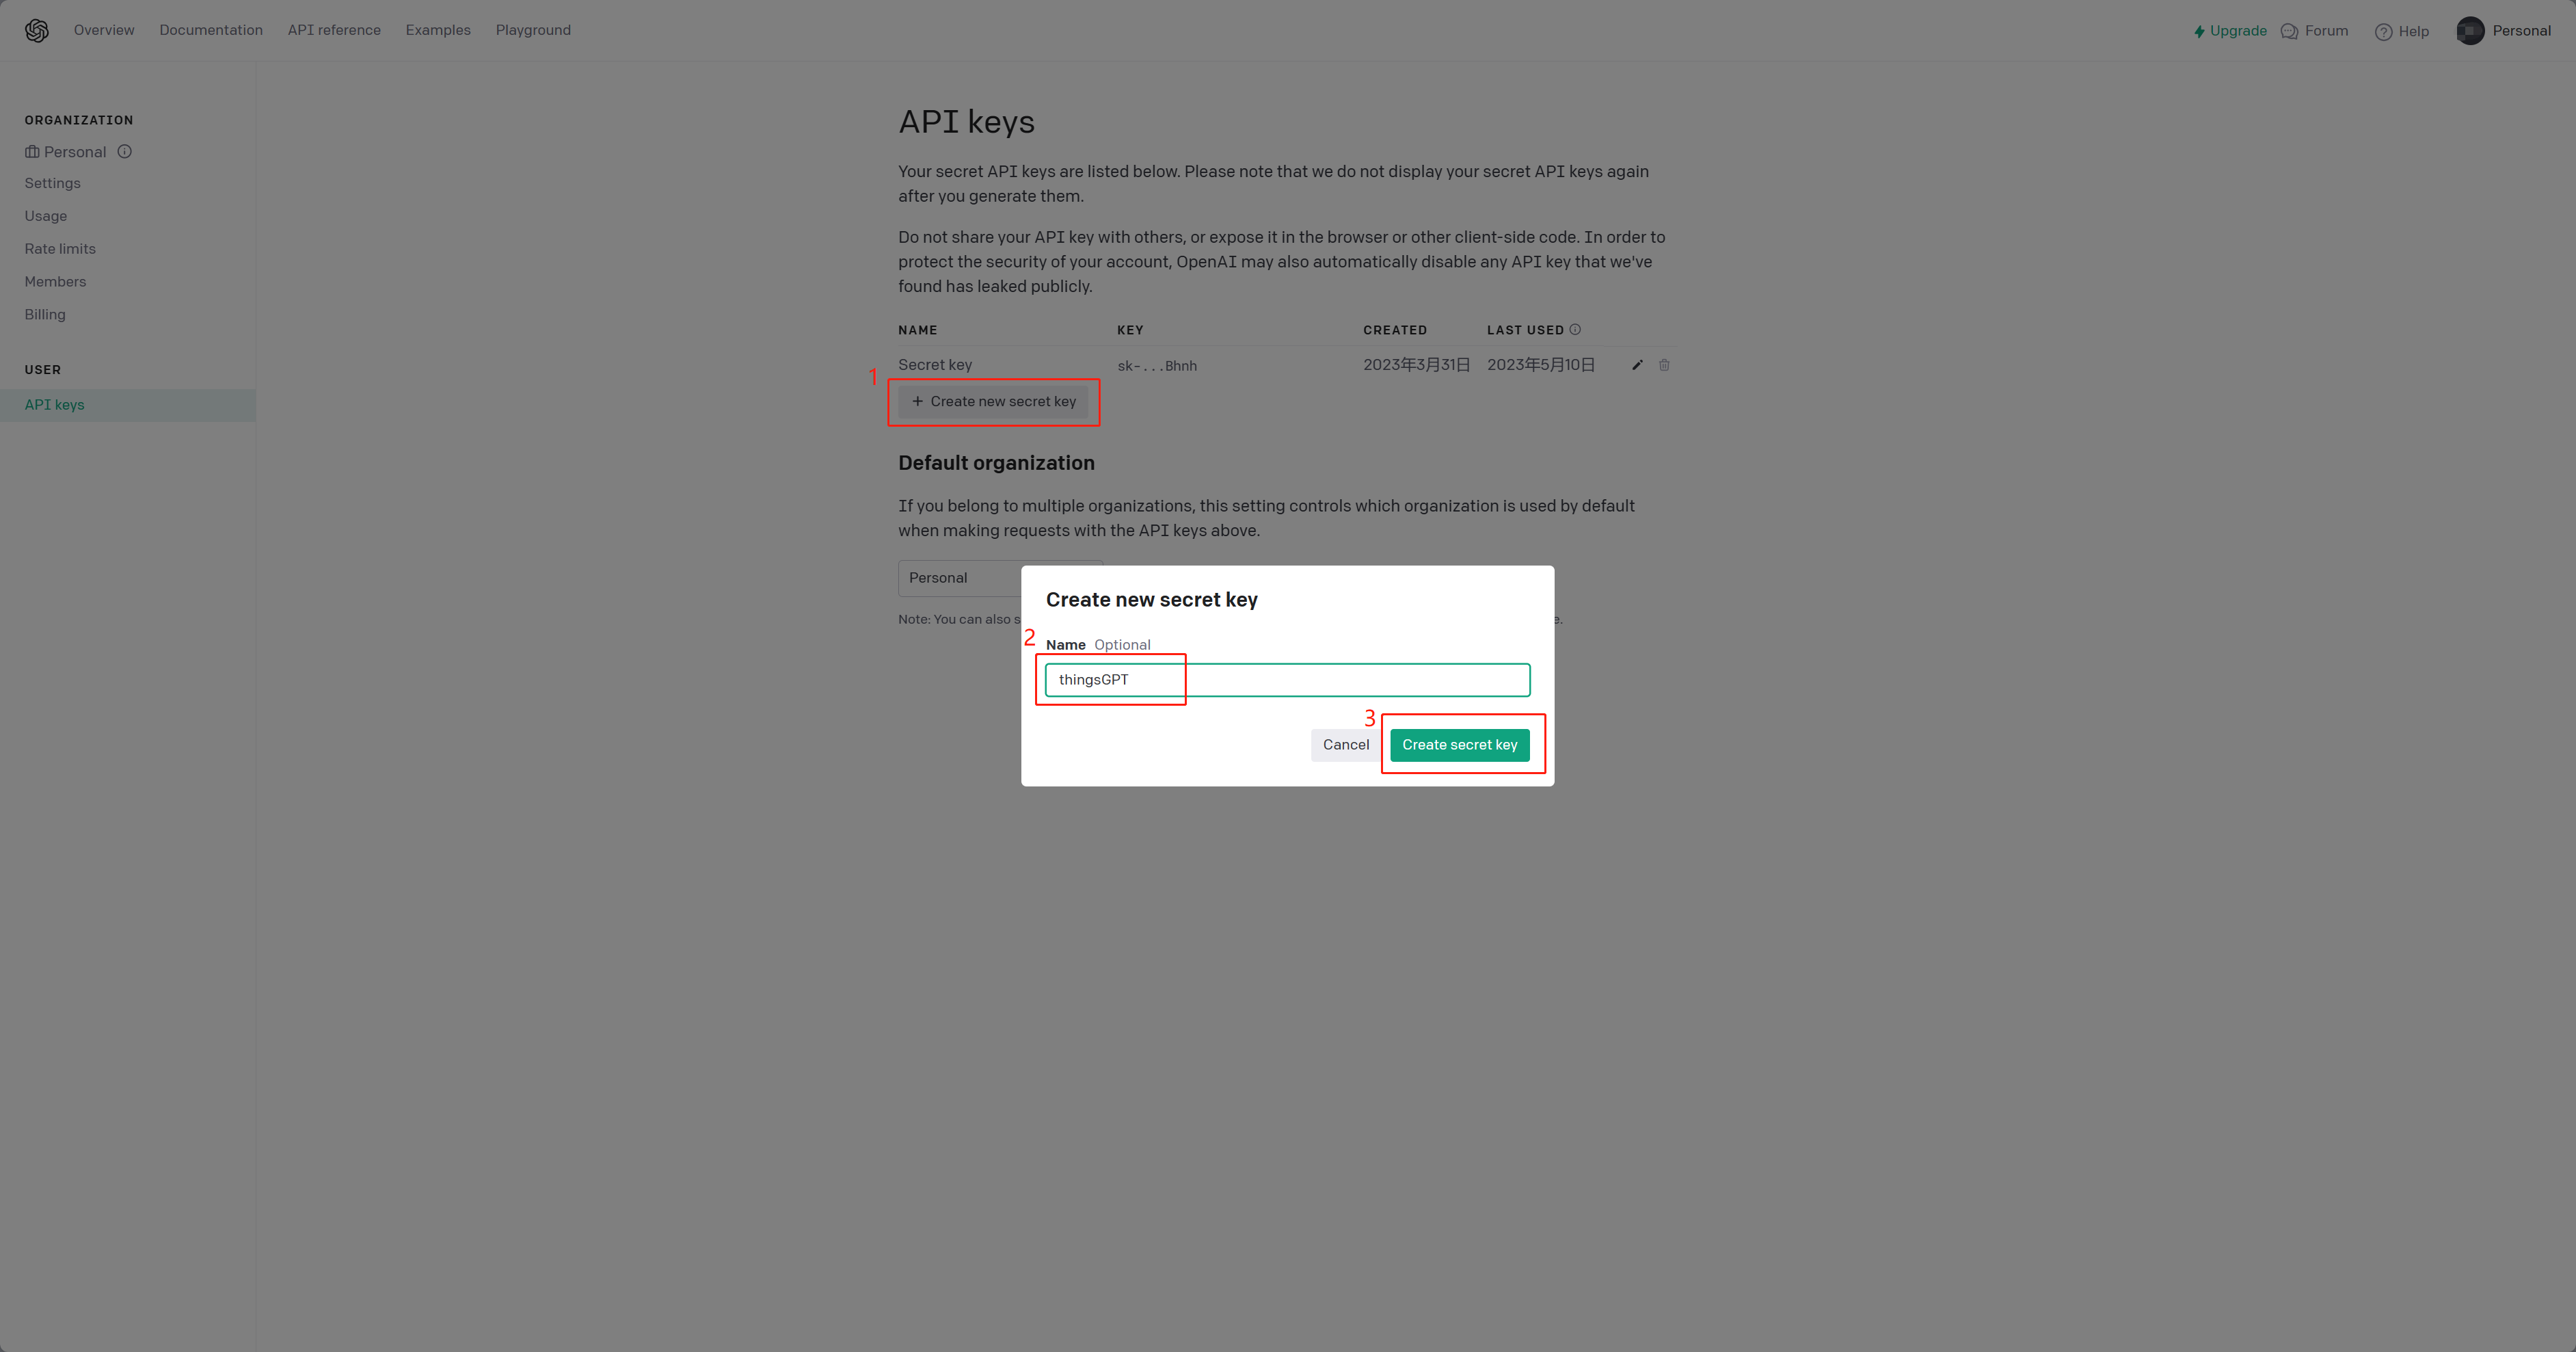 Overview Documentation API reference Examples Playground Upgrade Forum Help Personal
ORGANIZATION
Personal
Settings
Usage
Rate limits
Members
Billing
USER
API keys
API keys
Your secret API keys are listed below. Please note that we do not display your secret API keys again
after you generate them.
Do not share your API key with others, or expose it in the browser or other client-side code. In order to
protect the security of your account, OpenAI may also automatically disable any API key that we've
found has leaked publicly.
NAME KEY CREATED LAST USED
Secret key sk-...Bhnh 2023年3月31日 2023年5月10日
1
+ Create new secret key
Default organization
If you belong to multiple organizations, this setting controls which organization is used by default
when making requests with the API keys above.
Personal
Note: You can also s
e.
Create new secret key
2
Name Optional
thingsGPT
3
Cancel Create secret key